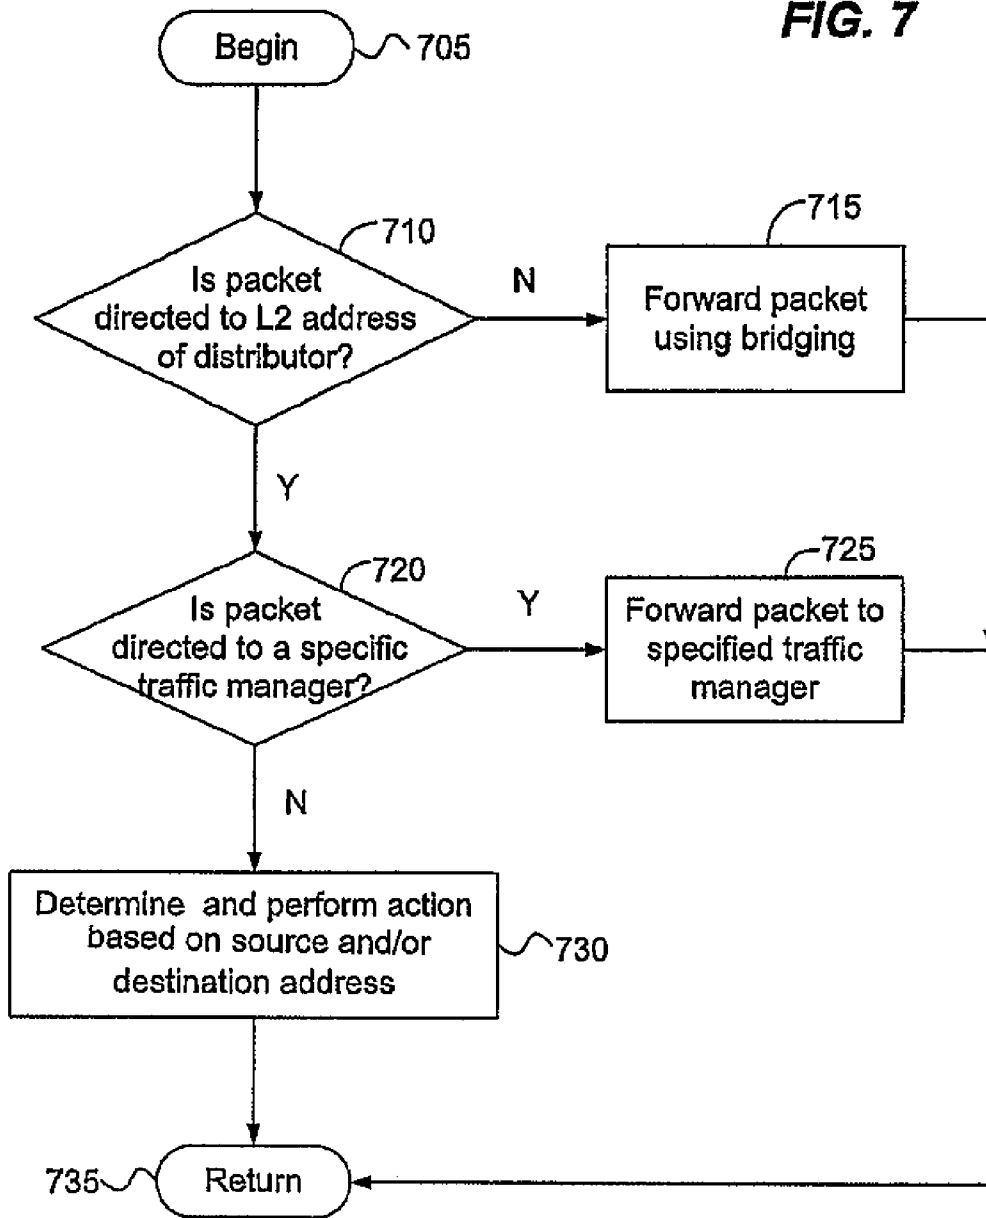 FIG. 7
Begin
705
710
Is packet
directed to L2 address
of distributor?
N
715
Forward packet
using bridging
Y
720
Is packet
directed to a specific
traffic manager?
Y
725
Forward packet to
specified traffic
manager
N
Determine and perform action
based on source and/or
destination address
730
735
Return